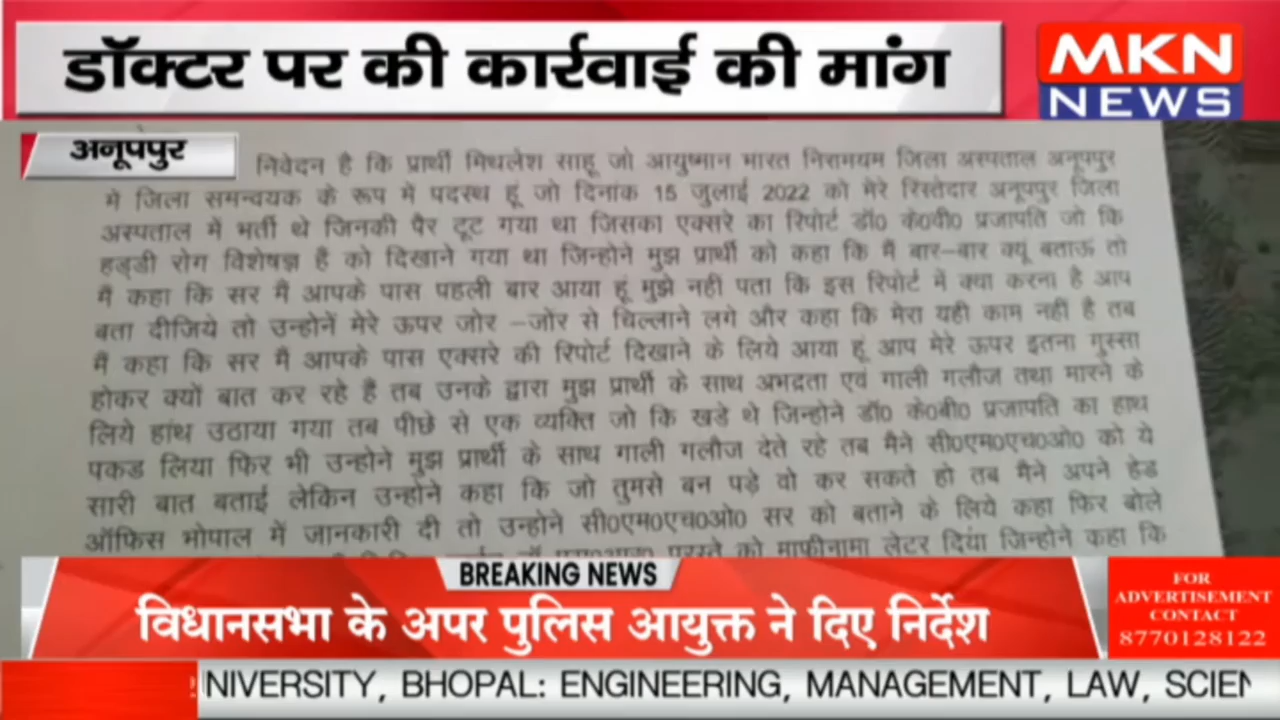 डॉक्टर पर की कार्रवाई की मांग
MKN
NEWS
अनूपपुर
निवेदन है कि प्रार्थी मिथलेश साहू जो आयुष्मान भारत निरामयम जिला अस्पताल अनूपपुर
मे जिला समन्वयक के रूप में पदस्थ हूं जो दिनांक 15 जुलाई 2022 को मेरे रिस्तेदार अनूपपुर जिला
अस्पताल में भर्ती थे जिनकी पैर टूट गया था जिसका एक्सरे का रिपोर्ट डॉ0 के0वी0 प्रजापति जो कि
हड्डी रोग विशेषज्ञ है को दिखाने गया था जिन्होने मुझ प्रार्थी को कहा कि मैं बार–बार क्यूं बताऊं तो
मैं कहा कि सर मैं आपके पास पहली बार आया हूं मुझे नही पता कि इस रिपोर्ट में क्या करना है आप
बता दीजिये तो उन्होनें मेरे ऊपर जोर –जोर से चिल्लाने लगे और कहा कि मेरा यही काम नहीं है तब
मैं कहा कि सर मैं आपके पास एक्सरे की रिपोर्ट दिखाने के लिये आया हूं आप मेरे ऊपर इतना गुस्सा
होकर क्यों बात कर रहे है तब उनके द्वारा मुझ प्रार्थी के साथ अभद्रता एवं गाली गलौज तथा मारने के
लिये हांथ उठाया गया तब पीछे से एक व्यक्ति जो कि खडे थे जिन्होने डॉ0 के0बी0 प्रजापति का हाथ
पकड लिया फिर भी उन्होने मुझ प्रार्थी के साथ गाली गलौज देते रहे तब मैने सी0एम0एच0ओ0 को ये
सारी बात बताई लेकिन उन्होने कहा कि जो तुमसे बन पड़े वो कर सकते हो तब मैने अपने हेड
ऑफिस भोपाल में जानकारी दी तो उन्होने सी0एम0एच0ओ0 सर को बताने के लिये कहा फिर बोले
परस्ते को माफीनामा लेटर दिया जिन्होने कहा कि
BREAKING NEWS
विधानसभा के अपर पुलिस आयुक्त ने दिए निर्देश
FOR
ADVERTISEMENT
CONTACT
8770128122
NIVERSITY, BHOPAL: ENGINEERING, MANAGEMENT, LAW, SCIEN